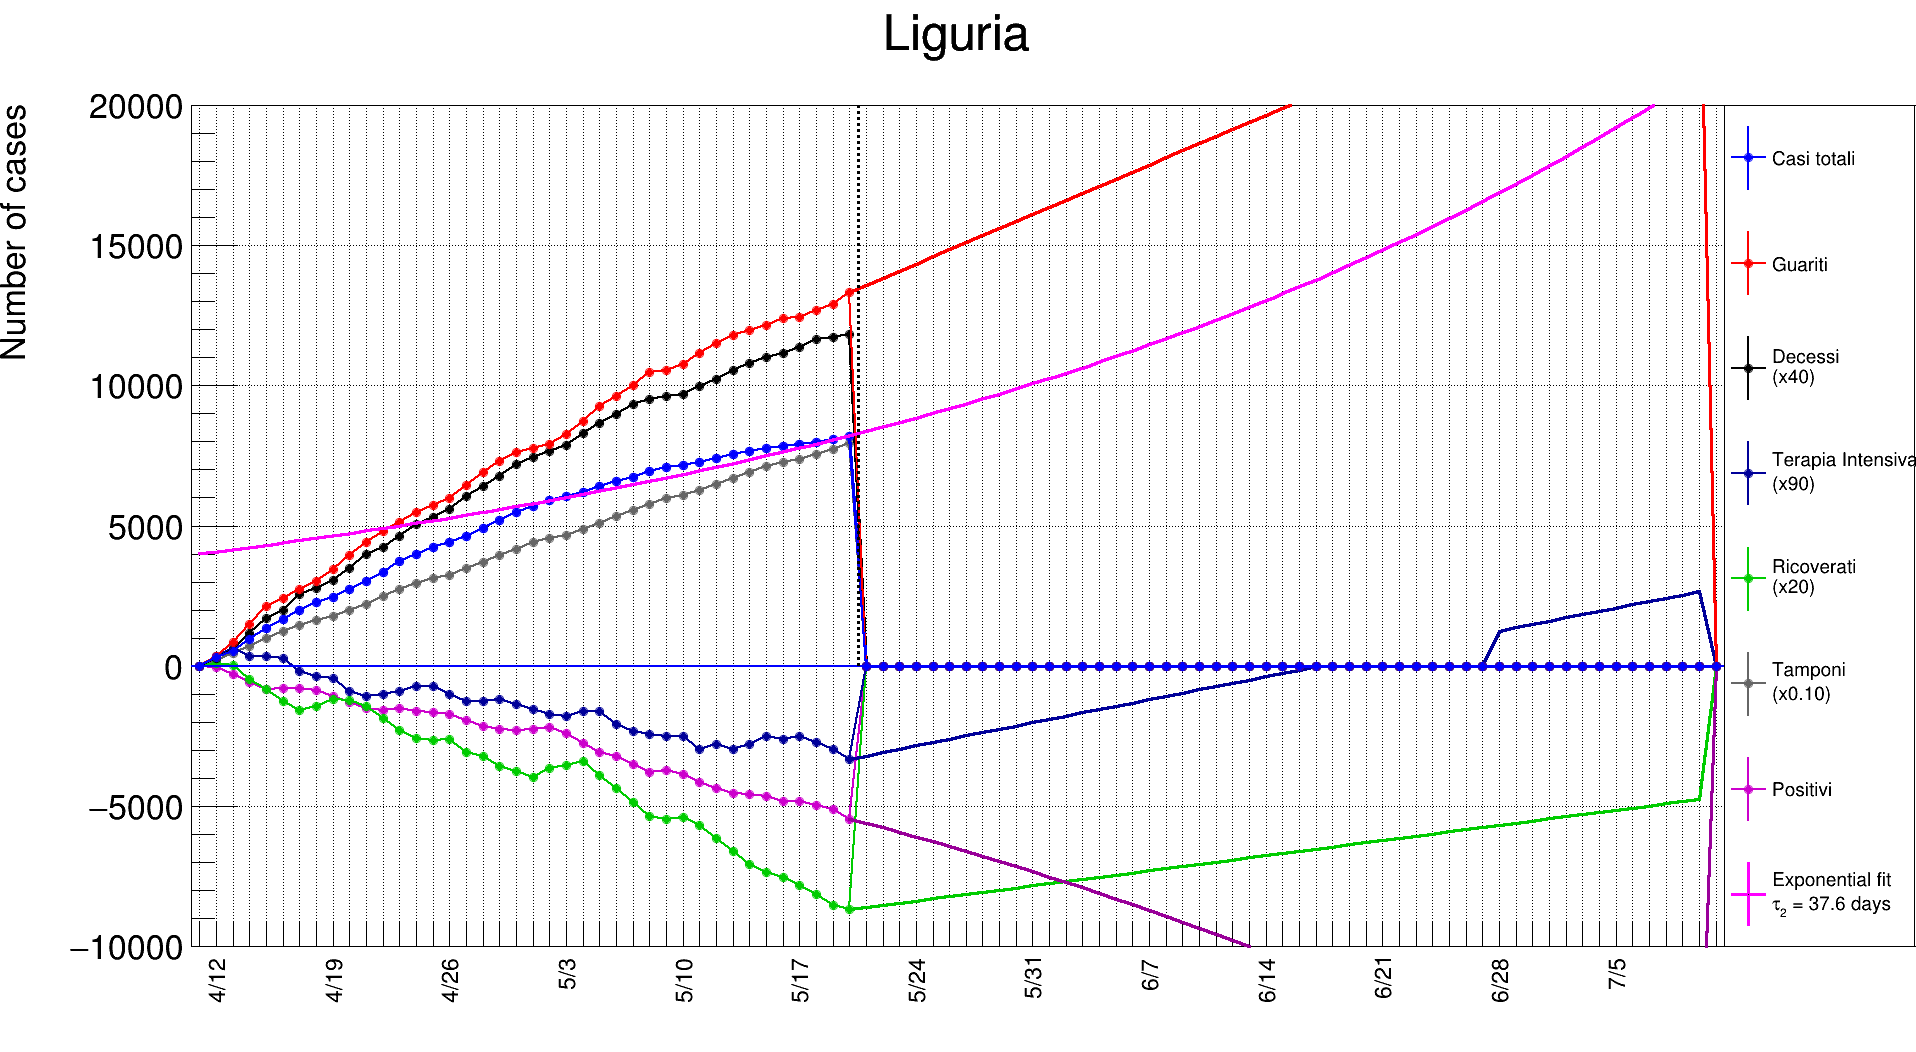 Liguria
Number of cases
20000
15000
10000
5000
0
−5000
−10000
4/12
4/19
4/26
5/3
5/10
5/17
5/24
5/31
6/7
6/14
6/21
6/28
7/5
Casi totali
Guariti
Decessi
(x40)
Terapia Intensiva
(x90)
Ricoverati
(x20)
Tamponi
(x0.10)
Positivi
Exponential fit
τ2 = 37.6 days